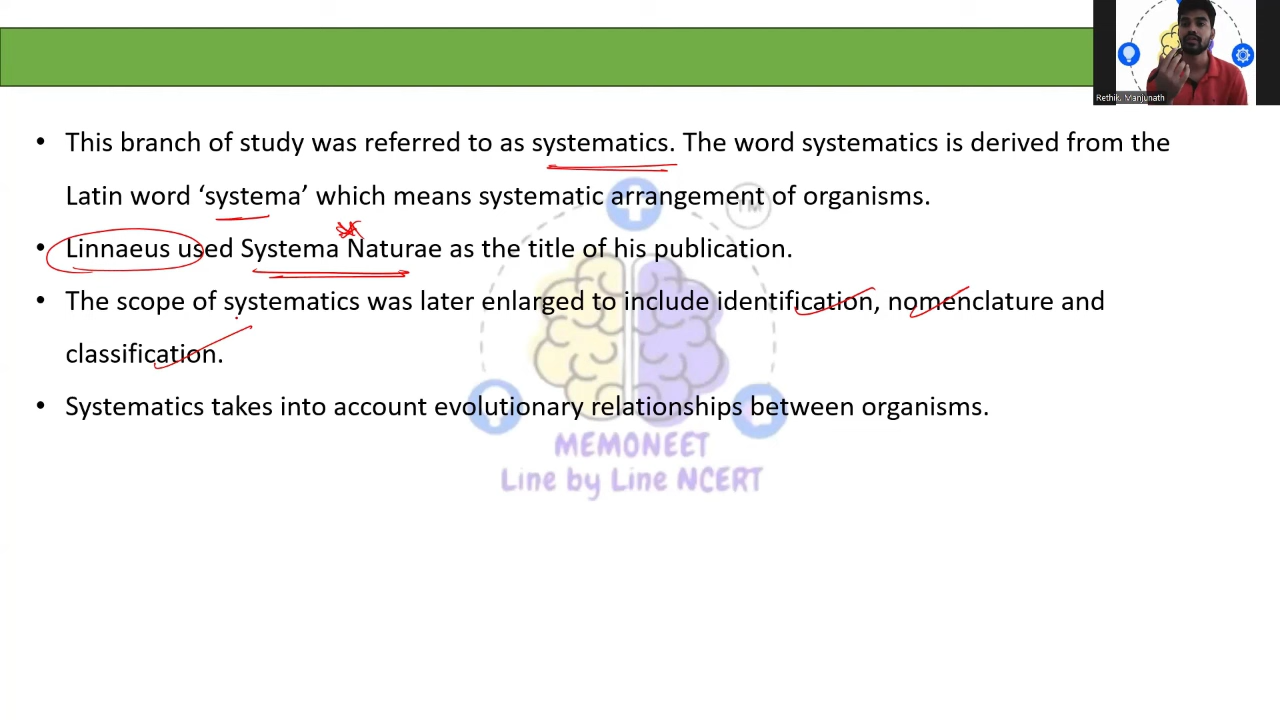 Rethik. Manjunath
• This branch of study was referred to as systematics. The word systematics is derived from the
Latin word ‘systema’ which means systematic arrangement of organisms.
• Linnaeus used Systema Naturae as the title of his publication.
• The scope of systematics was later enlarged to include identification, nomenclature and
classification.
• Systematics takes into account evolutionary relationships between organisms.
TM
MEMONEET
Line by Line NCERT